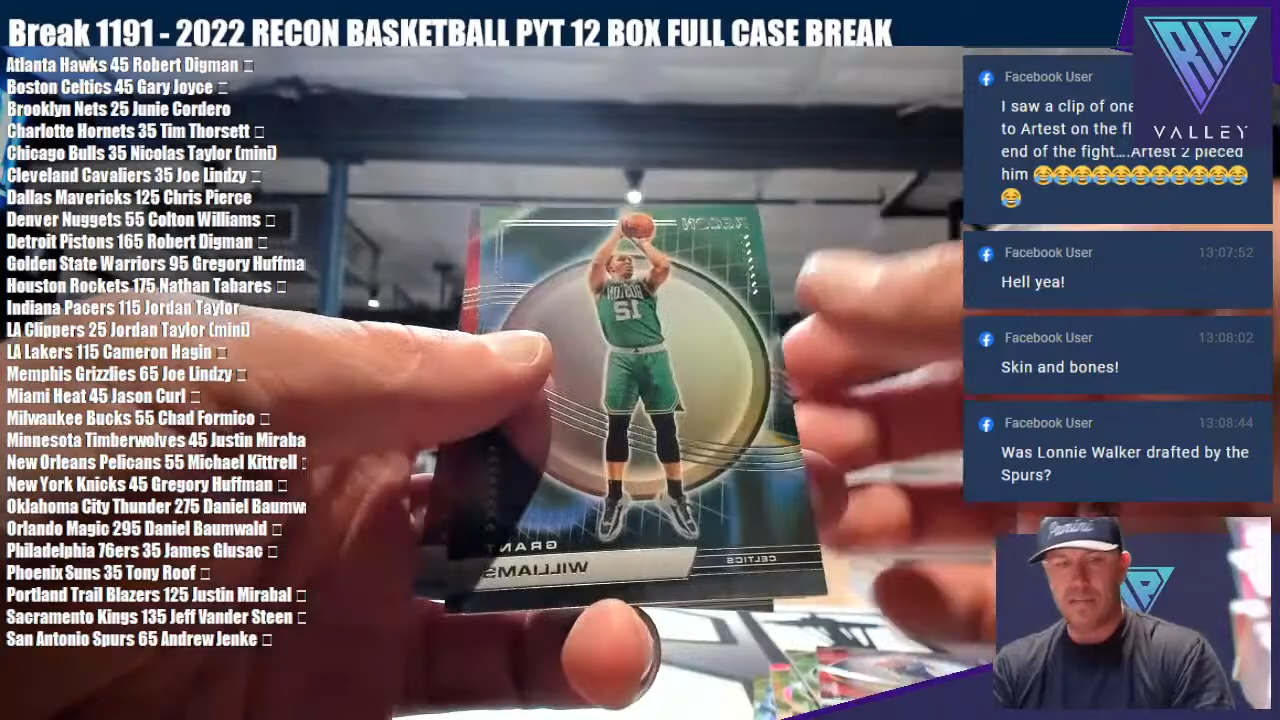 Break 1191 - 2022 RECON BASKETBALL PYT 12 BOX FULL CASE BREAK
Atlanta Hawks 45 Robert Digman
Boston Celtics 45 Gary Joyce
Brooklyn Nets 25 Junie Cordero
Charlotte Hornets 35 Tim Thorsett
Chicago Bulls 35 Nicolas Taylor (mini)
Cleveland Cavaliers 35 Joe Lindzy
Dallas Mavericks 125 Chris Pierce
Denver Nuggets 55 Colton Williams
Detroit Pistons 165 Robert Digman
Golden State Warriors 95 Gregory Huffma
Houston Rockets 175 Nathan Tabares
Indiana Pacers 115 Jordan Taylor
LA Clippers 25 Jordan Taylor (mini)
LA Lakers 115 Cameron Hagin
Memphis Grizzlies 65 Joe Lindzy
Miami Heat 45 Jason Curl
Milwaukee Bucks 55 Chad Formico
Minnesota Timberwolves 45 Justin Miraba
New Orleans Pelicans 55 Michael Kittrell
New York Knicks 45 Gregory Huffman
Oklahoma City Thunder 275 Daniel Baumw
Orlando Magic 295 Daniel Baumwald
Philadelphia 76ers 35 James Glusac
Phoenix Suns 35 Tony Roof
Portland Trail Blazers 125 Justin Mirabal
Sacramento Kings 135 Jeff Vander Steen
San Antonio Spurs 65 Andrew Jenke
RECON
BOSTON
12
GRANT
WILLIAMS
CELTICS
RIP
VALLEY
Facebook User
I saw a clip of one
to Artest on the fl
end of the fight....Artest 2 pieced
him 😂😂😂😂😂😂😂😂😂😂😂
😂
Facebook User 13:07:52
Hell yea!
Facebook User 13:08:02
Skin and bones!
Facebook User 13:08:44
Was Lonnie Walker drafted by the
Spurs?
Panini